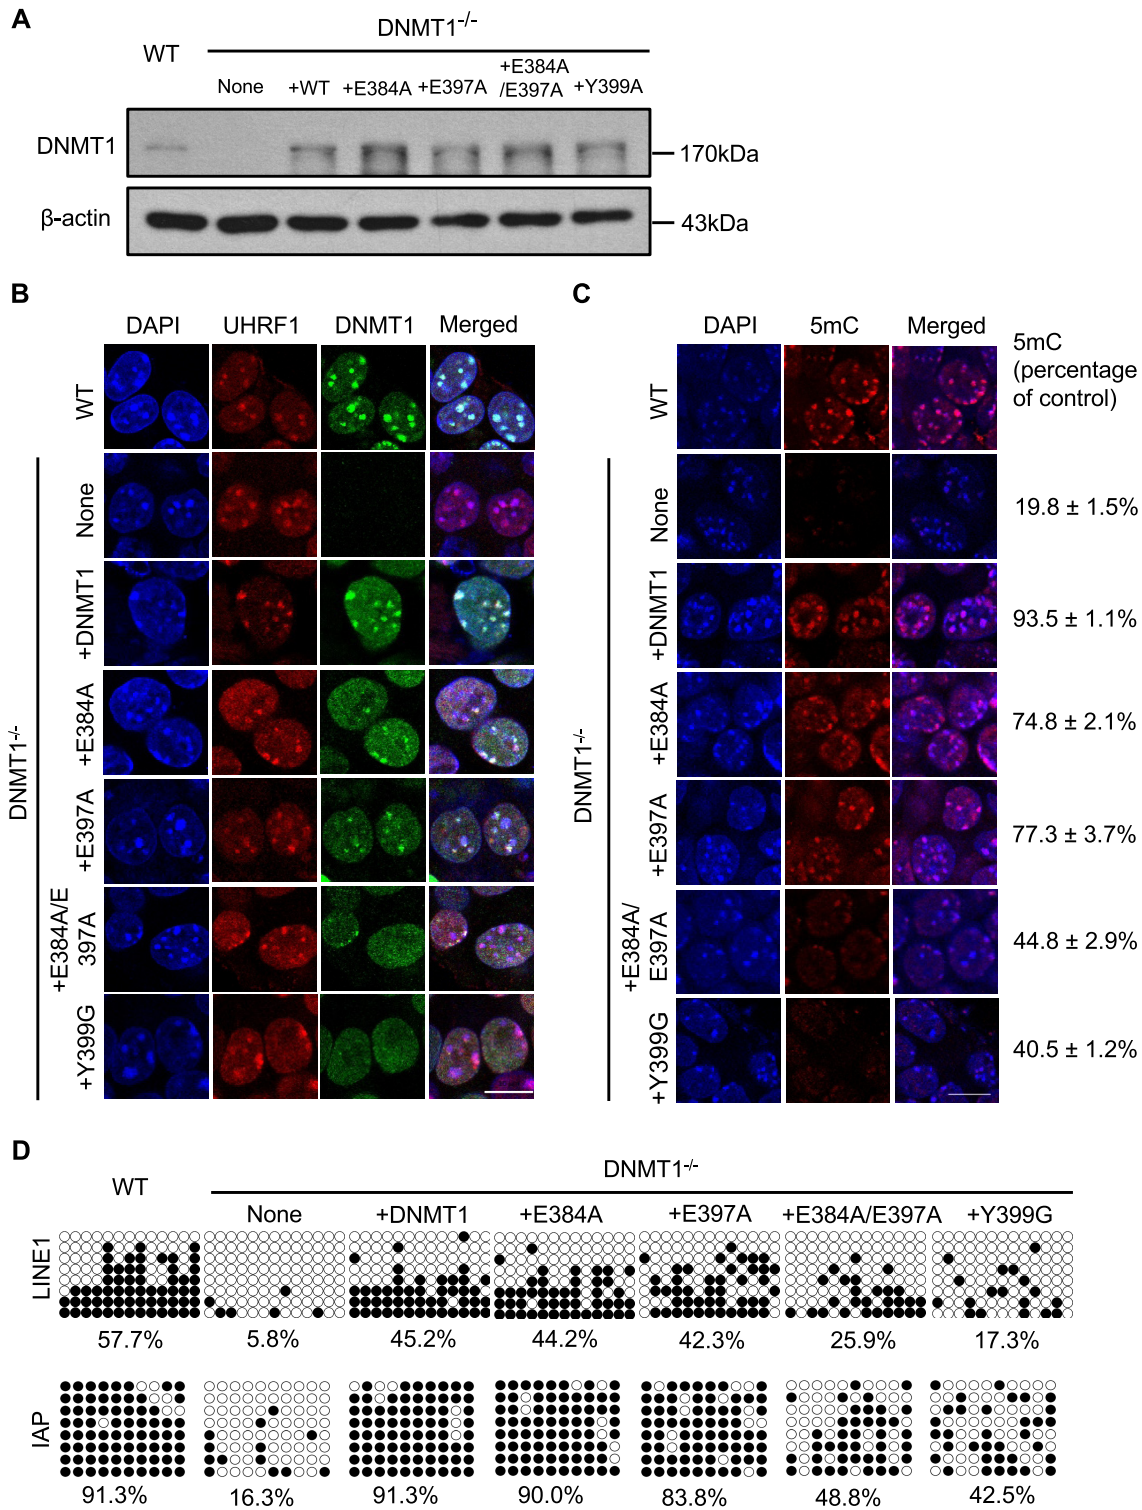 A
DNMT1-/-
WT
None
+WT
+E384A
+E397A
+E384A
/E397A
+Y399A
DNMT1
170kDa
β-actin
43kDa
B
DAPI
UHRF1
DNMT1
Merged
WT
DNMT1-/-
None
+DNMT1
+E384A
+E397A
+E384A/E
397A
+Y399G
C
DAPI
5mC
Merged
5mC
(percentage
of control)
WT
DNMT1-/-
None
19.8 ± 1.5%
+DNMT1
93.5 ± 1.1%
+E384A
74.8 ± 2.1%
+E397A
77.3 ± 3.7%
+E384A/
E397A
44.8 ± 2.9%
+Y399G
40.5 ± 1.2%
D
DNMT1-/-
WT
None
+DNMT1
+E384A
+E397A
+E384A/E397A
+Y399G
LINE1
57.7%
5.8%
45.2%
44.2%
42.3%
25.9%
17.3%
IAP
91.3%
16.3%
91.3%
90.0%
83.8%
48.8%
42.5%